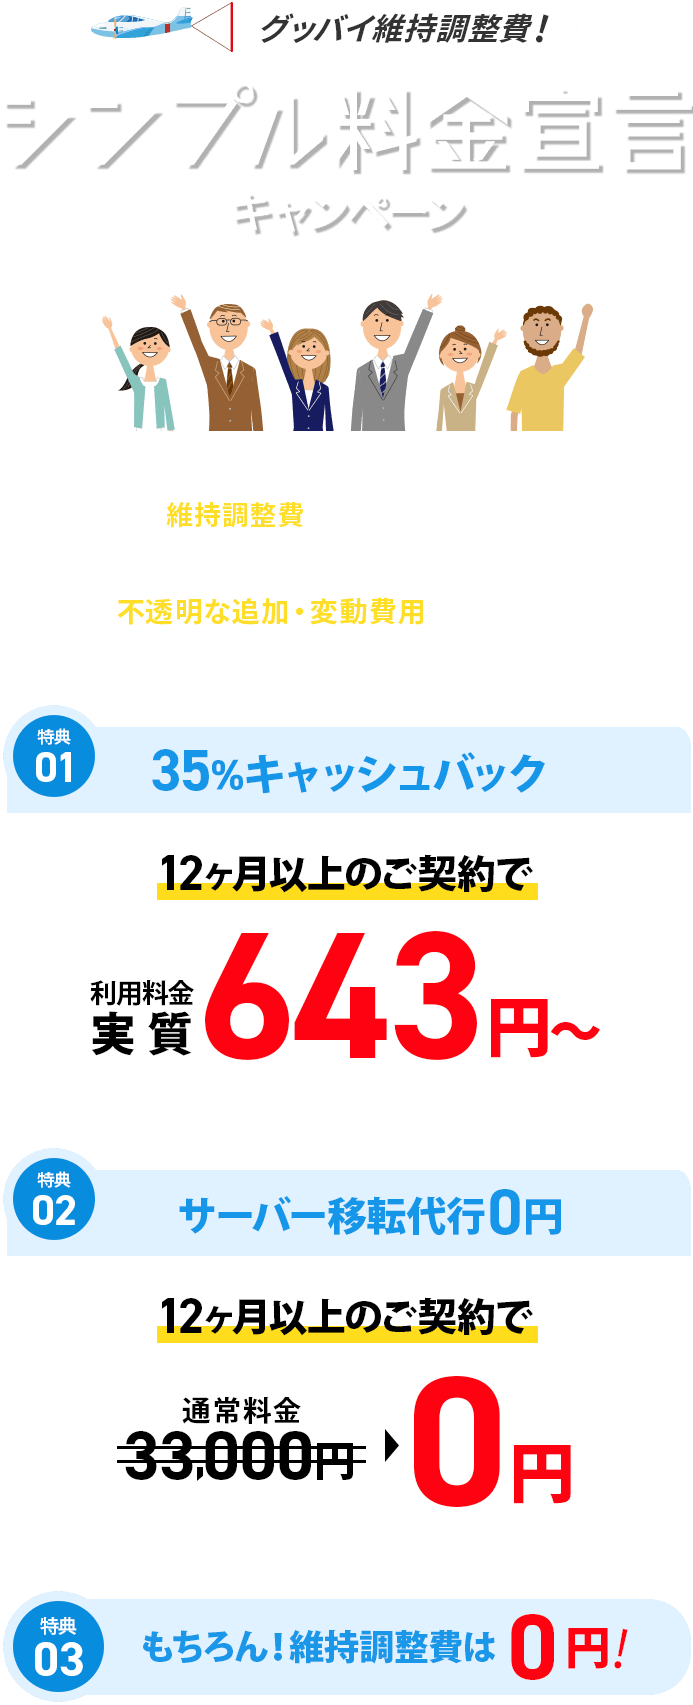 グッバイ維持調整費！
シンプル料金宣言
キャンペーン
維持調整費
不透明な追加・変動費用
特典
01
35%キャッシュバック
12ヶ月以上のご契約で
利用料金
実質
643円〜
特典
02
サーバー移転代行0円
12ヶ月以上のご契約で
通常料金
33,000円
0円
特典
03
もちろん！維持調整費は0円！